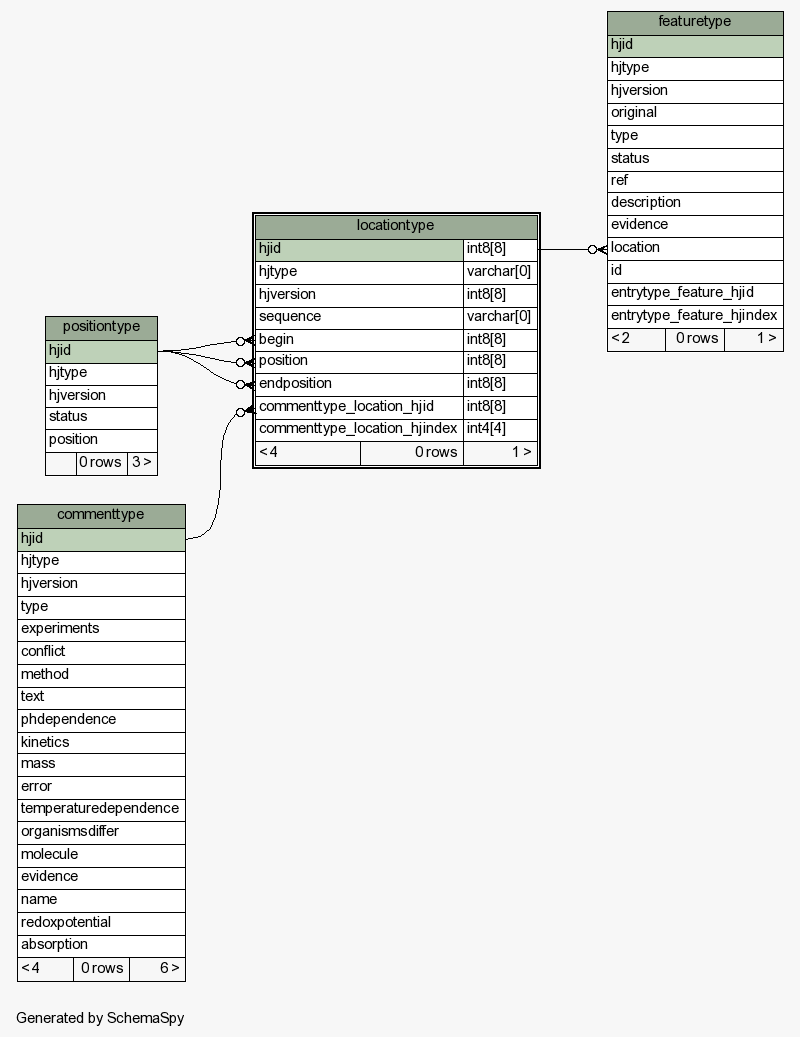 featuretype
hjid
hjtype
hjversion
original
type
status
ref
description
evidence
location
id
entrytype_feature_hjid
entrytype_feature_hjindex
< 2 0 rows 1 >
locationtype
hjid int8[8]
hjtype varchar[0]
hjversion int8[8]
sequence varchar[0]
begin int8[8]
position int8[8]
endposition int8[8]
commenttype_location_hjid int8[8]
commenttype_location_hjindex int4[4]
< 4 0 rows 1 >
positiontype
hjid
hjtype
hjversion
status
position
0 rows 3 >
commenttype
hjid
hjtype
hjversion
type
experiments
conflict
method
text
phdependence
kinetics
mass
error
temperaturedependence
organismsdiffer
molecule
evidence
name
redoxpotential
absorption
< 4 0 rows 6 >
Generated by SchemaSpy